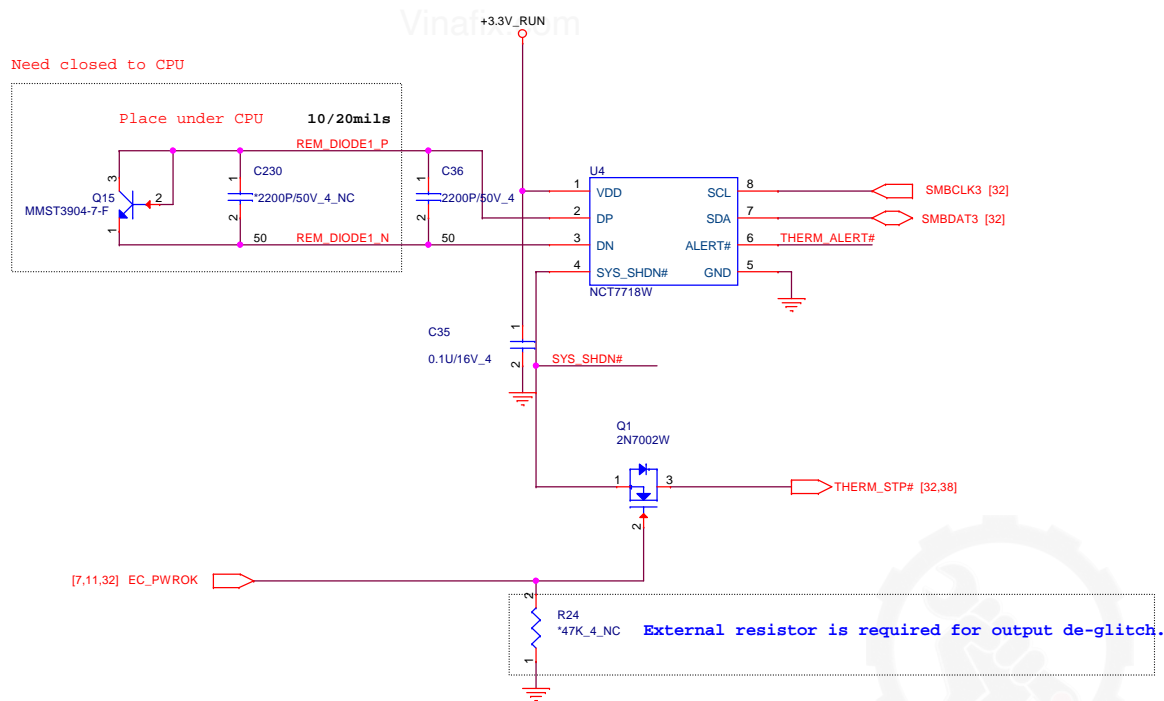 Vinafix.com
+3.3V_RUN
Need closed to CPU
Place under CPU 10/20mils
REM_DIODE1_P
3
Q15
MMST3904-7-F
2
1
1
C230
*2200P/50V_4_NC
2
1
C36
2200P/50V_4
2
50 REM_DIODE1_N 50
U4
1 VDD SCL 8 SMBCLK3 [32]
2 DP SDA 7 SMBDAT3 [32]
3 DN ALERT# 6 THERM_ALERT#
4 SYS_SHDN# GND 5
NCT7718W
1
C35
0.1U/16V_4
2
SYS_SHDN#
Q1
2N7002W
1 3 THERM_STP# [32,38]
2
[7,11,32] EC_PWROK
2
R24
*47K_4_NC External resistor is required for output de-glitch.
1